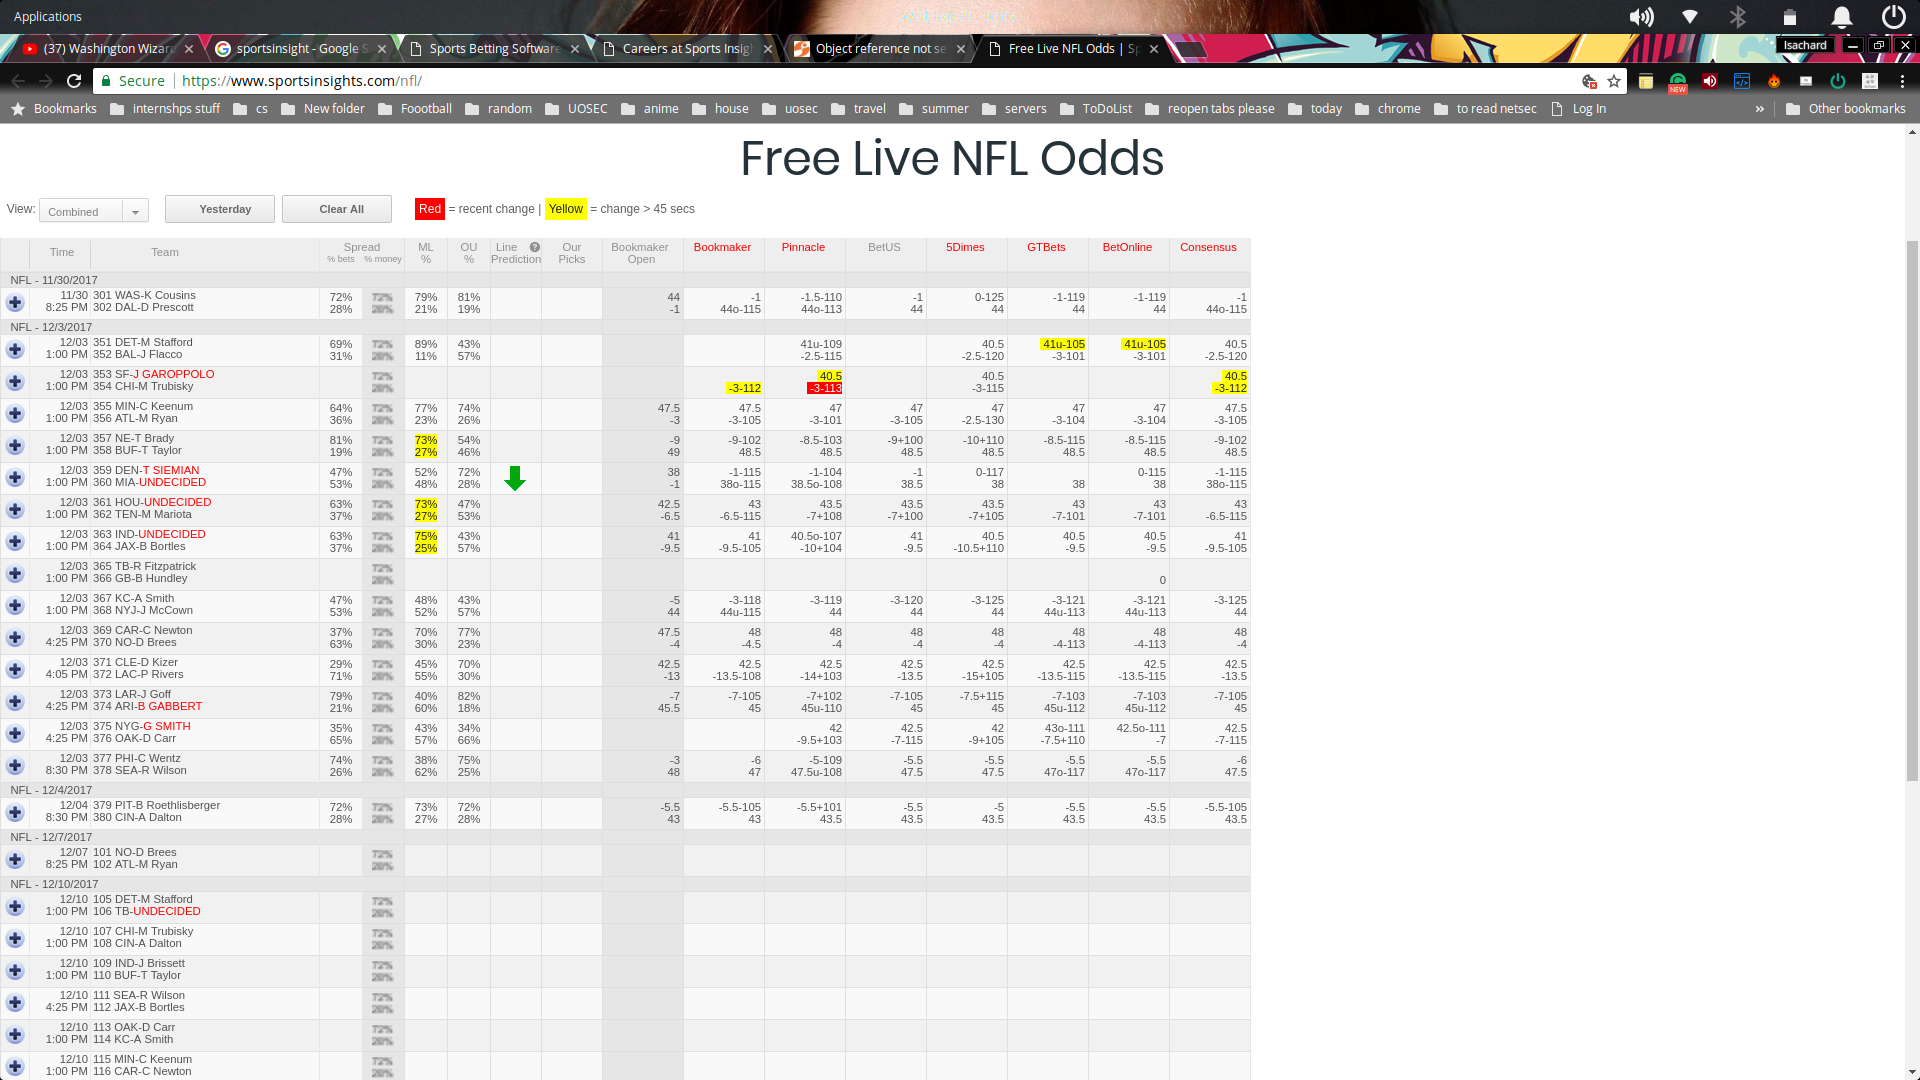 Applications
(37) Washington Wizar
sportsinsight - Google S
Sports Betting Software
Careers at Sports Insig
Object reference not se
Free Live NFL Odds | Sp
lsachard
Secure https://www.sportsinsights.com/nfl/
NEW
Bookmarks internshps stuff cs New folder Foootball random UOSEC anime house uosec travel summer servers ToDoList reopen tabs please today chrome to read netsec Log In » Other bookmarks
Free Live NFL Odds
View: Combined Yesterday Clear All Red = recent change | Yellow = change > 45 secs
Time Team Spread ML OU Line Our Bookmaker Bookmaker Pinnacle BetUS 5Dimes GTBets BetOnline Consensus
% bets % money % % Prediction Picks Open
NFL - 11/30/2017
11/30 301 WAS-K Cousins 72% 72% 79% 81% 44 -1 -1.5-110 -1 0-125 -1-119 -1-119 -1
8:25 PM 302 DAL-D Prescott 28% 28% 21% 19% -1 44o-115 44o-113 44 44 44 44 44o-115
NFL - 12/3/2017
12/03 351 DET-M Stafford 69% 72% 89% 43% 41u-109 40.5 41u-105 41u-105 40.5
1:00 PM 352 BAL-J Flacco 31% 28% 11% 57% -2.5-115 -2.5-120 -3-101 -3-101 -2.5-120
12/03 353 SF-J GAROPPOLO 72% 40.5 40.5 40.5
1:00 PM 354 CHI-M Trubisky 28% -3-112 -3-113 -3-115 -3-112
12/03 355 MIN-C Keenum 64% 72% 77% 74% 47.5 47.5 47 47 47 47 47 47.5
1:00 PM 356 ATL-M Ryan 36% 28% 23% 26% -3 -3-105 -3-101 -3-105 -2.5-130 -3-104 -3-104 -3-105
12/03 357 NE-T Brady 81% 72% 73% 54% -9 -9-102 -8.5-103 -9+100 -10+110 -8.5-115 -8.5-115 -9-102
1:00 PM 358 BUF-T Taylor 19% 28% 27% 46% 49 48.5 48.5 48.5 48.5 48.5 48.5 48.5
12/03 359 DEN-T SIEMIAN 47% 72% 52% 72% 38 -1-115 -1-104 -1 0-117 0-115 -1-115
1:00 PM 360 MIA-UNDECIDED 53% 28% 48% 28% -1 38o-115 38.5o-108 38.5 38 38 38 38o-115
12/03 361 HOU-UNDECIDED 63% 72% 73% 47% 42.5 43 43.5 43.5 43.5 43 43 43
1:00 PM 362 TEN-M Mariota 37% 28% 27% 53% -6.5 -6.5-115 -7+108 -7+100 -7+105 -7-101 -7-101 -6.5-115
12/03 363 IND-UNDECIDED 63% 72% 75% 43% 41 41 40.5o-107 41 40.5 40.5 40.5 41
1:00 PM 364 JAX-B Bortles 37% 28% 25% 57% -9.5 -9.5-105 -10+104 -9.5 -10.5+110 -9.5 -9.5 -9.5-105
12/03 365 TB-R Fitzpatrick 72%
1:00 PM 366 GB-B Hundley 28% 0
12/03 367 KC-A Smith 47% 72% 48% 43% -5 -3-118 -3-119 -3-120 -3-125 -3-121 -3-121 -3-125
1:00 PM 368 NYJ-J McCown 53% 28% 52% 57% 44 44u-115 44 44 44 44u-113 44u-113 44
12/03 369 CAR-C Newton 37% 72% 70% 77% 47.5 48 48 48 48 48 48 48
4:25 PM 370 NO-D Brees 63% 28% 30% 23% -4 -4.5 -4 -4 -4 -4-113 -4-113 -4
12/03 371 CLE-D Kizer 29% 72% 45% 70% 42.5 42.5 42.5 42.5 42.5 42.5 42.5 42.5
4:05 PM 372 LAC-P Rivers 71% 28% 55% 30% -13 -13.5-108 -14+103 -13.5 -15+105 -13.5-115 -13.5-115 -13.5
12/03 373 LAR-J Goff 79% 72% 40% 82% -7 -7-105 -7+102 -7-105 -7.5+115 -7-103 -7-103 -7-105
4:25 PM 374 ARI-B GABBERT 21% 28% 60% 18% 45.5 45 45u-110 45 45 45u-112 45u-112 45
12/03 375 NYG-G SMITH 35% 72% 43% 34% 42 42.5 42 43o-111 42.5o-111 42.5
4:25 PM 376 OAK-D Carr 65% 28% 57% 66% -9.5+103 -7-115 -9+105 -7.5+110 -7 -7-115
12/03 377 PHI-C Wentz 74% 72% 38% 75% -3 -6 -5-109 -5.5 -5.5 -5.5 -5.5 -6
8:30 PM 378 SEA-R Wilson 26% 28% 62% 25% 48 47 47.5u-108 47.5 47.5 47o-117 47o-117 47.5
NFL - 12/4/2017
12/04 379 PIT-B Roethlisberger 72% 72% 73% 72% -5.5 -5.5-105 -5.5+101 -5.5 -5 -5.5 -5.5 -5.5-105
8:30 PM 380 CIN-A Dalton 28% 28% 27% 28% 43 43 43.5 43.5 43.5 43.5 43.5 43.5
NFL - 12/7/2017
12/07 101 NO-D Brees 72%
8:25 PM 102 ATL-M Ryan 28%
NFL - 12/10/2017
12/10 105 DET-M Stafford 72%
1:00 PM 106 TB-UNDECIDED 28%
12/10 107 CHI-M Trubisky 72%
1:00 PM 108 CIN-A Dalton 28%
12/10 109 IND-J Brissett 72%
1:00 PM 110 BUF-T Taylor 28%
12/10 111 SEA-R Wilson 72%
4:25 PM 112 JAX-B Bortles 28%
12/10 113 OAK-D Carr 72%
1:00 PM 114 KC-A Smith 28%
12/10 115 MIN-C Keenum 72%
1:00 PM 116 CAR-C Newton 28%